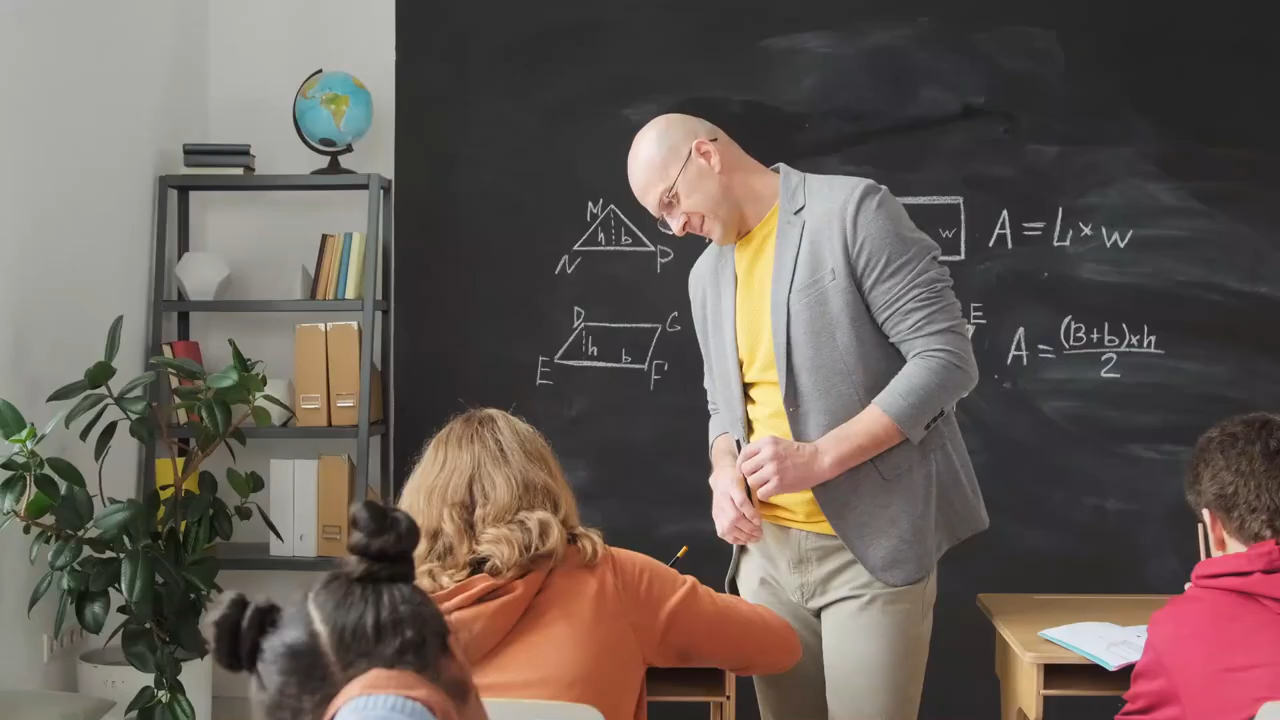 M
h b
N P
w
A = L × w
D G
h b
E F
E
A = (B+b)×h
2